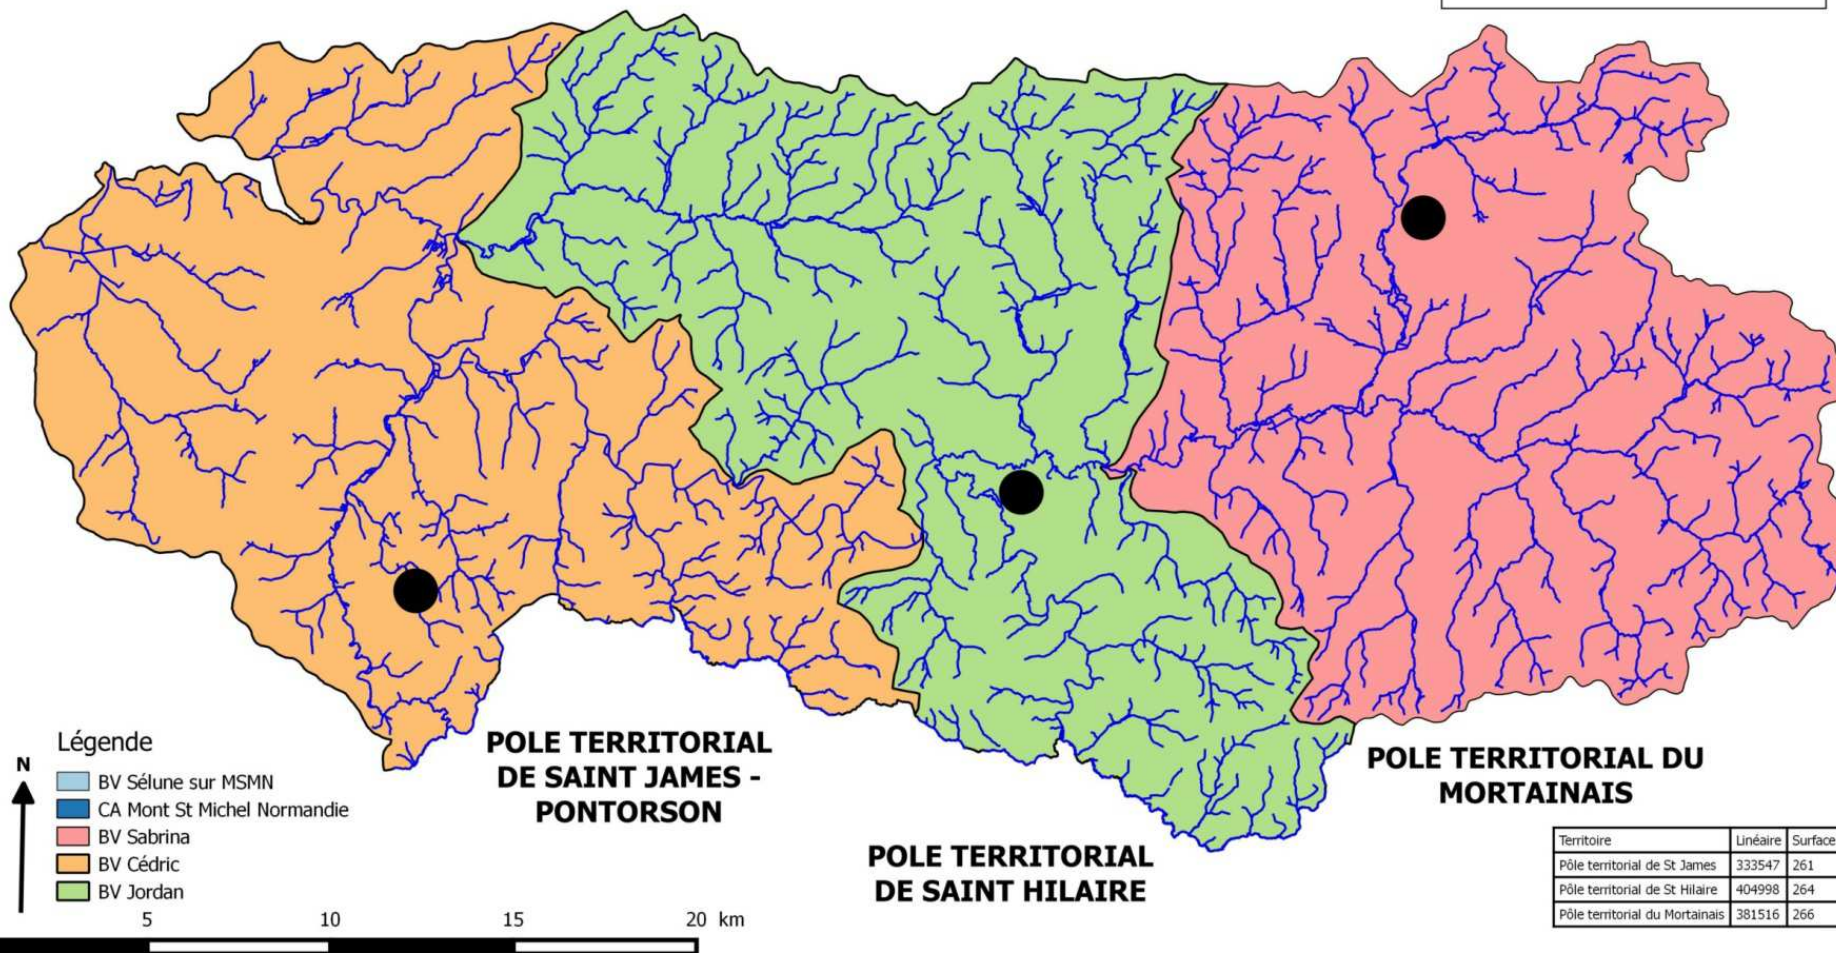 POLE TERRITORIAL
DE SAINT JAMES -
PONTORSON
POLE TERRITORIAL
DE SAINT HILAIRE
POLE TERRITORIAL DU
MORTAINAIS
Légende
N
BV Sélune sur MSMN
CA Mont St Michel Normandie
BV Sabrina
BV Cédric
BV Jordan
5 10 15 20 km
Territoire Linéaire Surface
Pôle territorial de St James 333547 261
Pôle territorial de St Hilaire 404998 264
Pôle territorial du Mortainais 381516 266